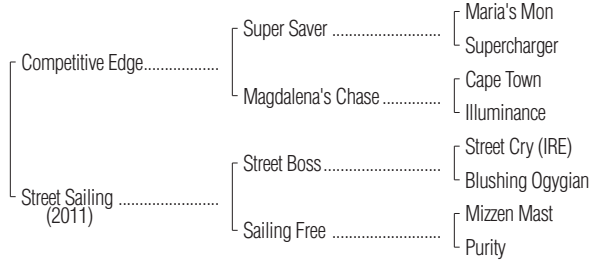 Maria's Mon
Super Saver ........................
Supercharger
Competitive Edge................
Cape Town
Magdalena's Chase .............
Illuminance
Street Cry (IRE)
Street Boss..........................
Blushing Ogygian
Street Sailing ......................
(2011)
Mizzen Mast
Sailing Free ........................
Purity